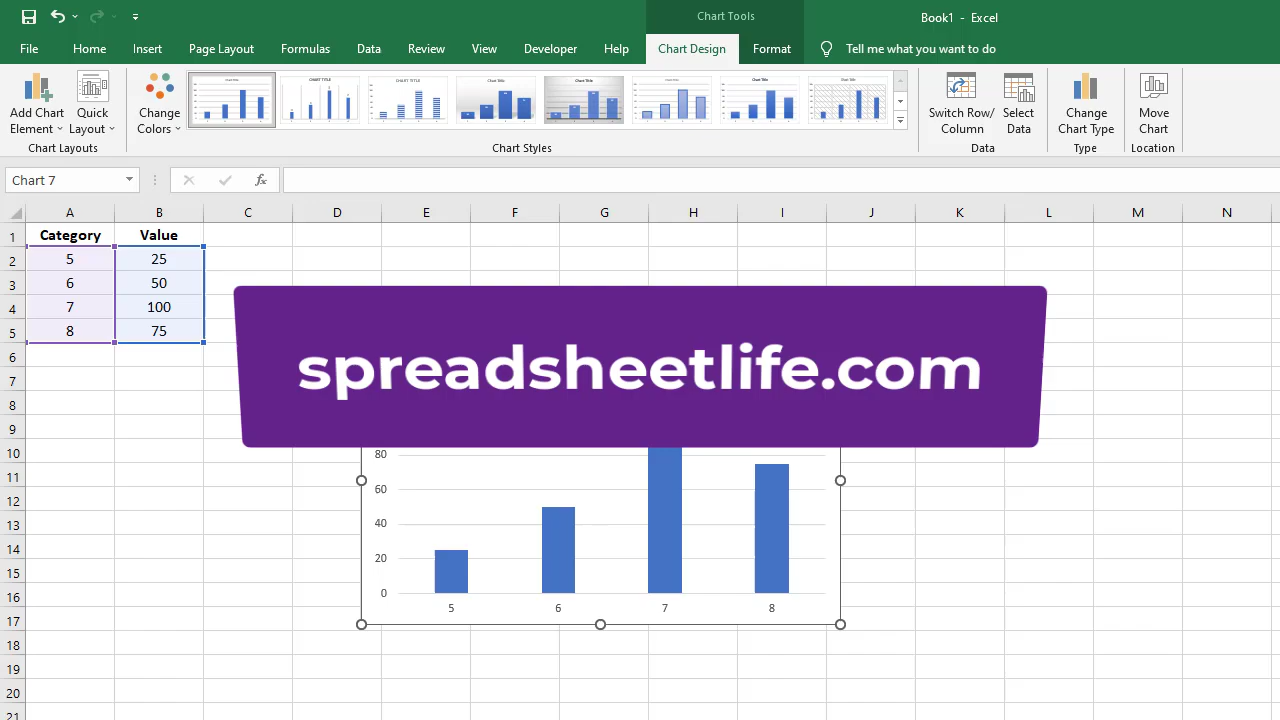 Chart Tools
Book1 - Excel
File Home Insert Page Layout Formulas Data Review View Developer Help Chart Design Format Tell me what you want to do
Add Chart Element
Quick Layout
Chart Layouts
Change Colors
Chart Styles
Switch Row/ Column
Select Data
Data
Change Chart Type
Type
Move Chart
Location
Chart 7
fx
A B C D E F G H I J K L M N
1 Category Value
2 5 25
3 6 50
4 7 100
5 8 75
6
7
8
9
10
11
12
13
14
15
16
17
18
19
20
21
spreadsheetlife.com
80
60
40
20
0
5 6 7 8